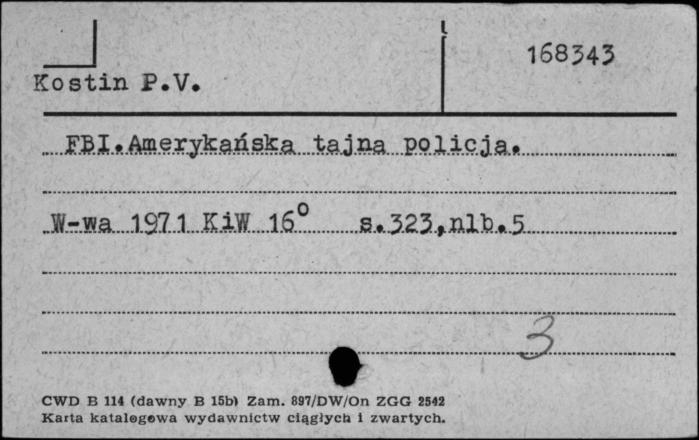 168343
Kostin P.V.
FBI.Amerykańska tajna policja.
W-wa 1971 KiW 16° s.323,nlb.5
3
CWD B 114 (dawny B 15b) Zam. 897/DW/On ZGG 2542
Karta katalogowa wydawnictw ciągłych i zwartych.